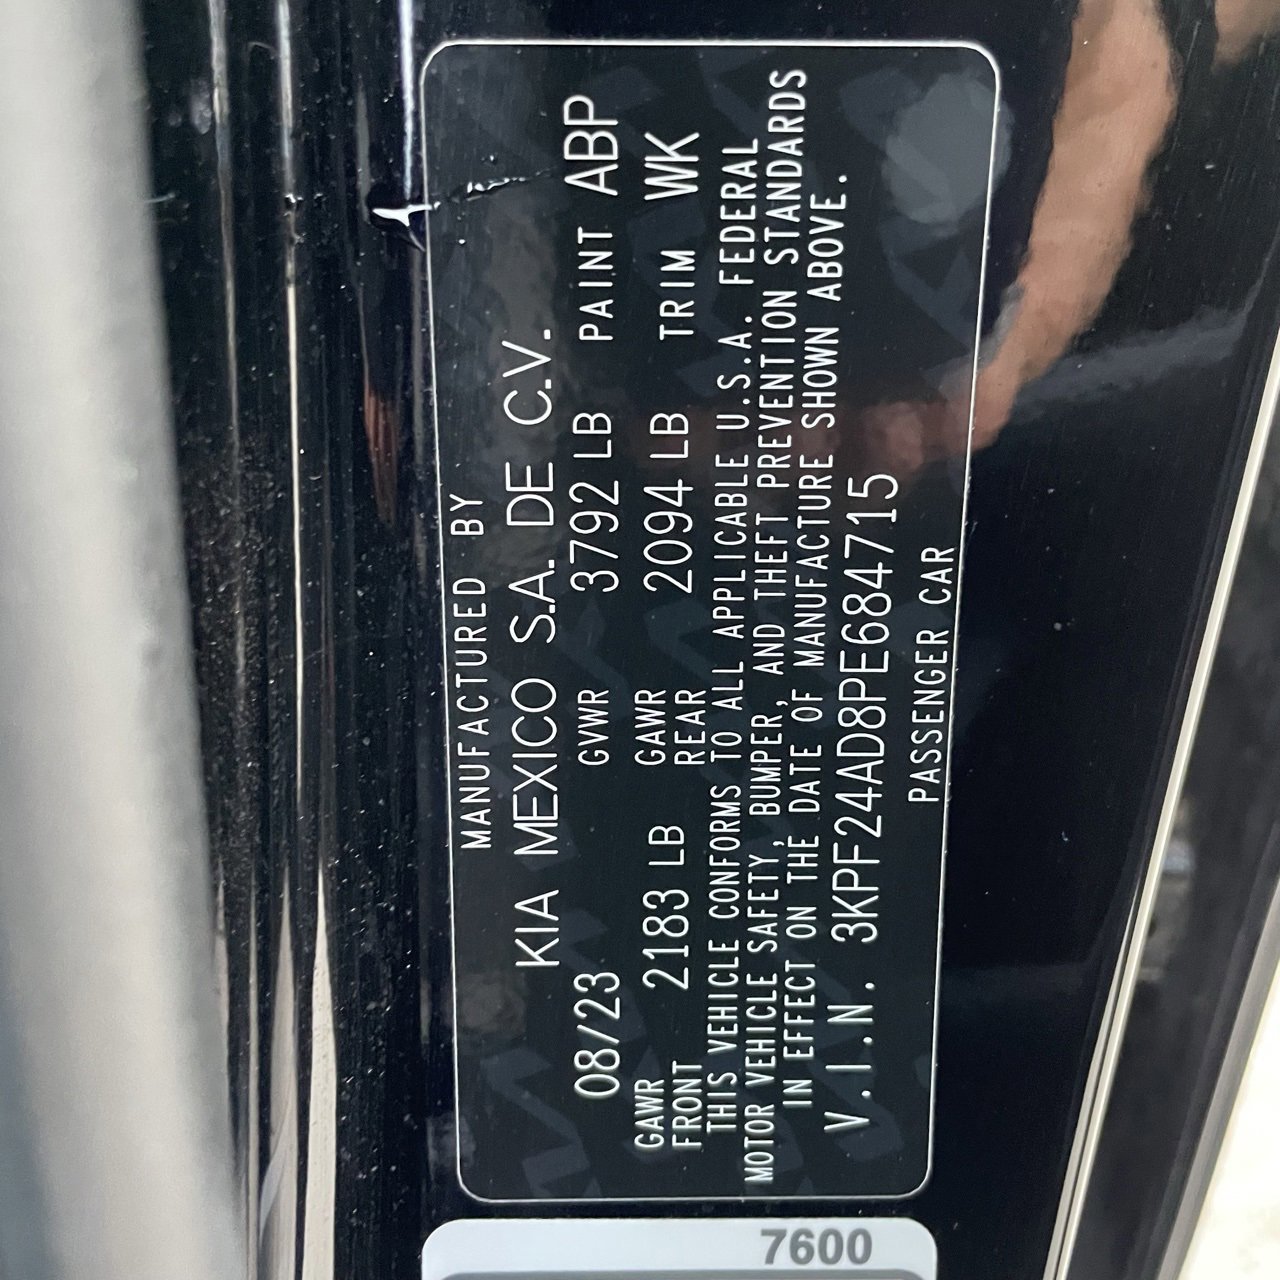 MANUFACTURED BY
KIA MEXICO S.A. DE C.V.
08/23 GVWR 3792 LB PAINT ABP
GAWR FRONT 2183 LB GAWR REAR 2094 LB TRIM WK
THIS VEHICLE CONFORMS TO ALL APPLICABLE U.S.A. FEDERAL
MOTOR VEHICLE SAFETY, BUMPER, AND THEFT PREVENTION STANDARDS
IN EFFECT ON THE DATE OF MANUFACTURE SHOWN ABOVE.
V.I.N. 3KPF24AD8PE684715
PASSENGER CAR
7600